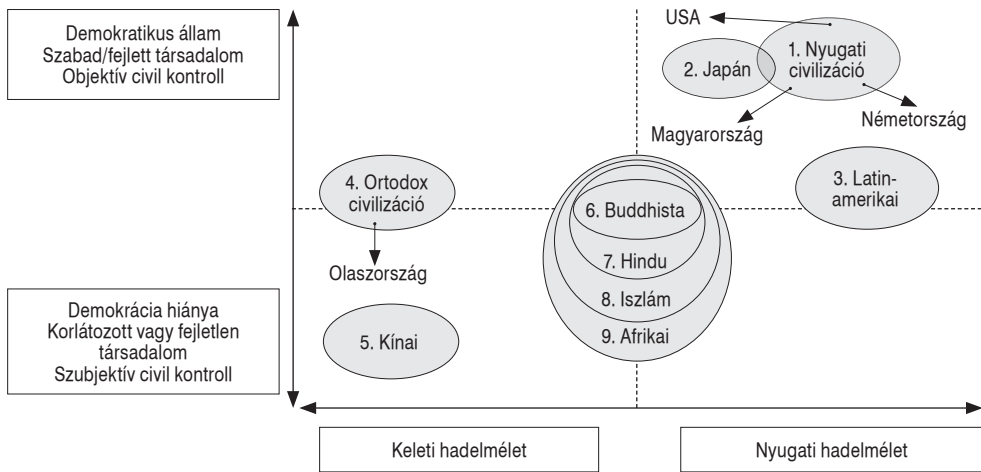 Demokratikus állam
Szabad/fejlett társadalom
Objektív civil kontroll
USA
1. Nyugati
civilizáció
2. Japán
Németország
Magyarország
3. Latin-
amerikai
4. Ortodox
civilizáció
Olaszország
5. Kínai
6. Buddhista
7. Hindu
8. Iszlám
9. Afrikai
Demokrácia hiánya
Korlátozott vagy fejletlen
társadalom
Szubjektív civil kontroll
Keleti hadelmélet
Nyugati hadelmélet